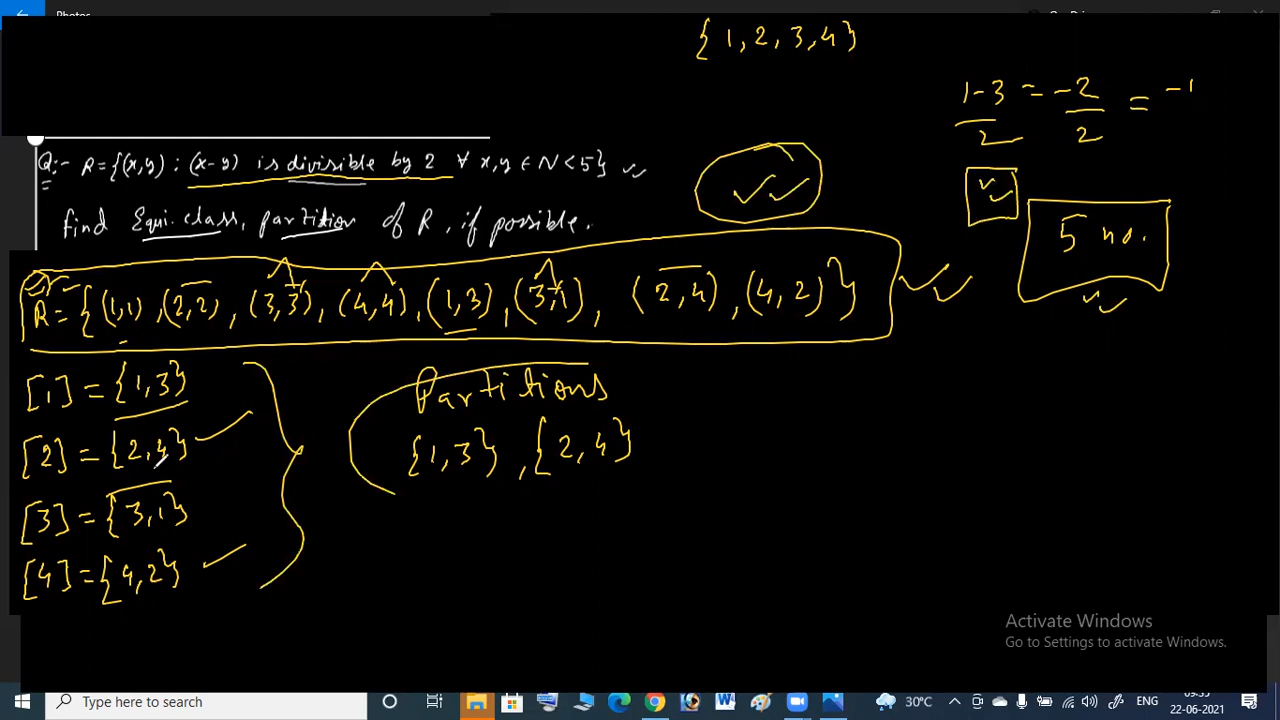 Photos
{ 1, 2, 3, 4 }
1-3/2 = -2/2 = -1
Q:- R={(x,y) : (x-y) is divisible by 2 ∀ x,y ∈ N < 5}
find Equi. class, partition of R, if possible.
5 no.
R = { (1,1), (2,2), (3,3), (4,4), (1,3), (3,1), (2,4), (4,2) }
[1] = {1,3}
[2] = {2,4}
[3] = {3,1}
[4] = {4,2}
Partitions
{1,3}, {2,4}
Activate Windows
Go to Settings to activate Windows.
Type here to search
30°C
ENG
09:35
22-06-2021